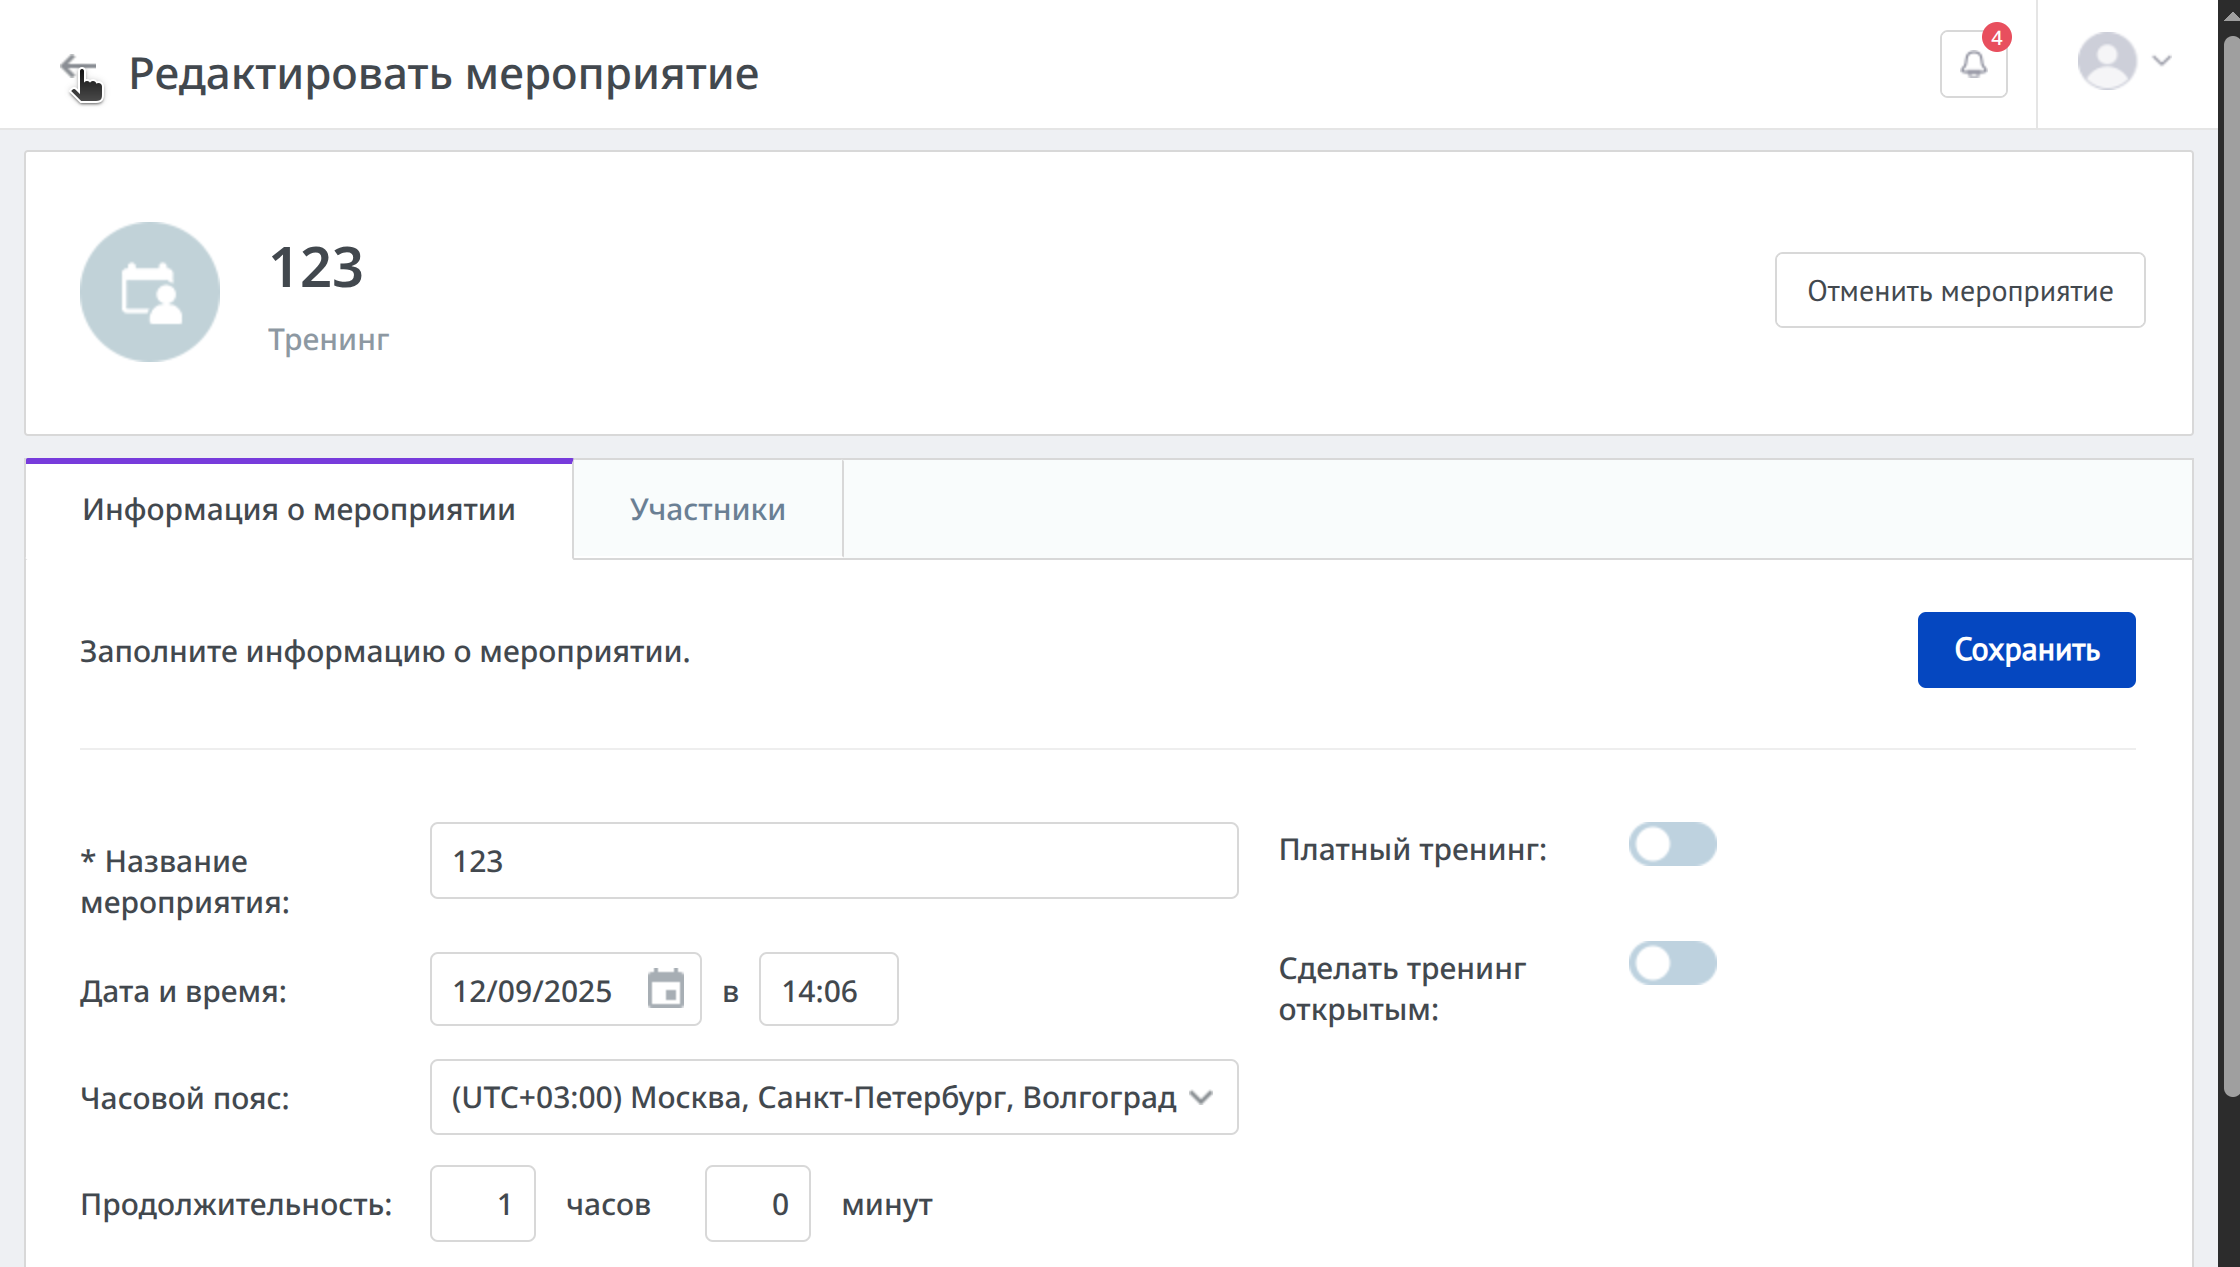 Редактировать мероприятие
4
123
Тренинг
Отменить мероприятие
Информация о мероприятии
Участники
Заполните информацию о мероприятии.
Сохранить
* Название
мероприятия:
123
Платный тренинг:
Дата и время:
12/09/2025
в
14:06
Сделать тренинг
открытым:
Часовой пояс:
(UTC+03:00) Москва, Санкт-Петербург, Волгоград
Продолжительность:
1
часов
0
минут